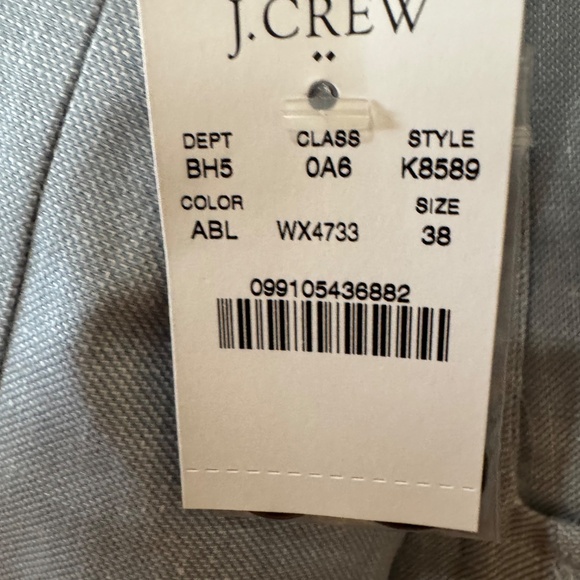 J.CREW
DEPT CLASS STYLE
BH5 0A6 K8589
COLOR SIZE
ABL WX4733 38
099105436882